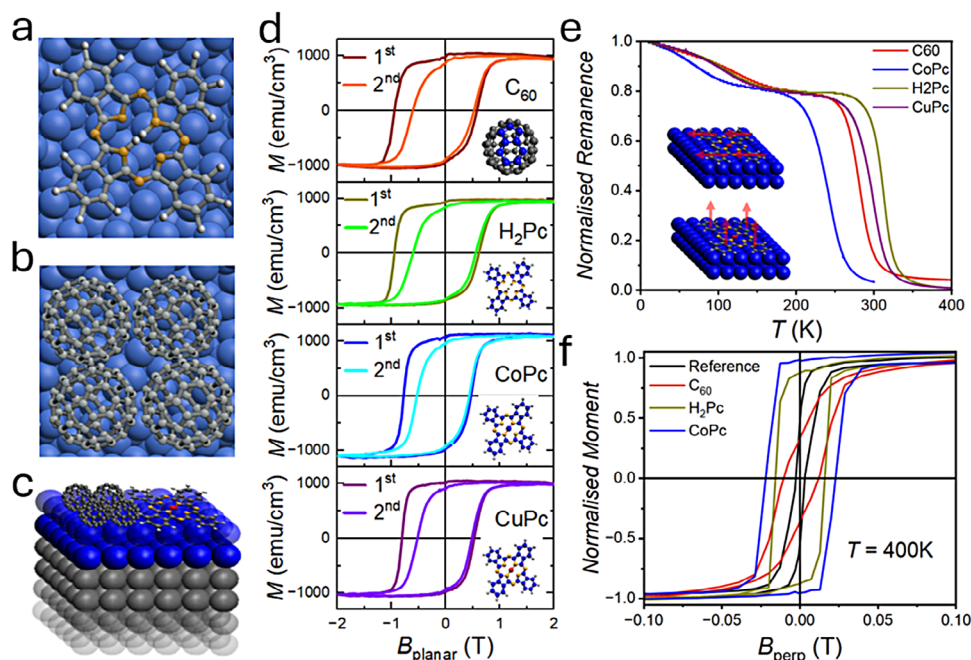 a
b
c
d
M (emu/cm3)
1000
0
−1000
1st
2nd
C60
M (emu/cm3)
1000
0
−1000
1st
2nd
H2Pc
M (emu/cm3)
1000
0
−1000
1st
2nd
CoPc
M (emu/cm3)
1000
0
−1000
1st
2nd
CuPc
−2 −1 0 1 2
Bplanar (T)
e
Normalised Remanance
1.0
0.8
0.6
0.4
0.2
0.0
C60
CoPc
H2Pc
CuPc
100 200 300 400
T (K)
f
Normalised Moment
1.0
0.5
0.0
−0.5
−1.0
Reference
C60
H2Pc
CoPc
T = 400K
−0.10 −0.05 0.00 0.05 0.10
Bperp (T)